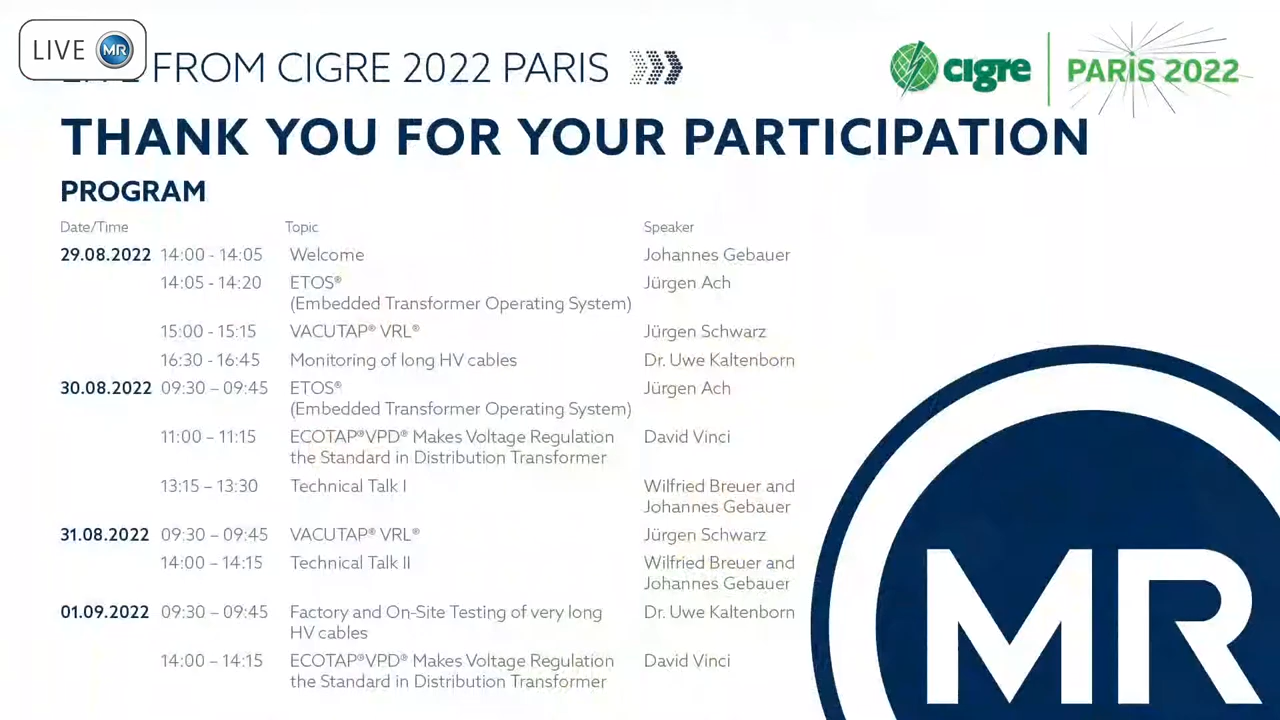 LIVE MR
LIVE FROM CIGRE 2022 PARIS
cigre PARIS 2022
THANK YOU FOR YOUR PARTICIPATION
PROGRAM
Date/Time Topic Speaker
29.08.2022 14:00 - 14:05 Welcome Johannes Gebauer
14:05 - 14:20 ETOS® Jürgen Ach
(Embedded Transformer Operating System)
15:00 - 15:15 VACUTAP® VRL® Jürgen Schwarz
16:30 - 16:45 Monitoring of long HV cables Dr. Uwe Kaltenborn
30.08.2022 09:30 – 09:45 ETOS® Jürgen Ach
(Embedded Transformer Operating System)
11:00 – 11:15 ECOTAP®VPD® Makes Voltage Regulation David Vinci
the Standard in Distribution Transformer
13:15 – 13:30 Technical Talk I Wilfried Breuer and
Johannes Gebauer
31.08.2022 09:30 – 09:45 VACUTAP® VRL® Jürgen Schwarz
14:00 – 14:15 Technical Talk II Wilfried Breuer and
Johannes Gebauer
01.09.2022 09:30 – 09:45 Factory and On-Site Testing of very long Dr. Uwe Kaltenborn
HV cables
14:00 – 14:15 ECOTAP®VPD® Makes Voltage Regulation David Vinci
the Standard in Distribution Transformer
MR